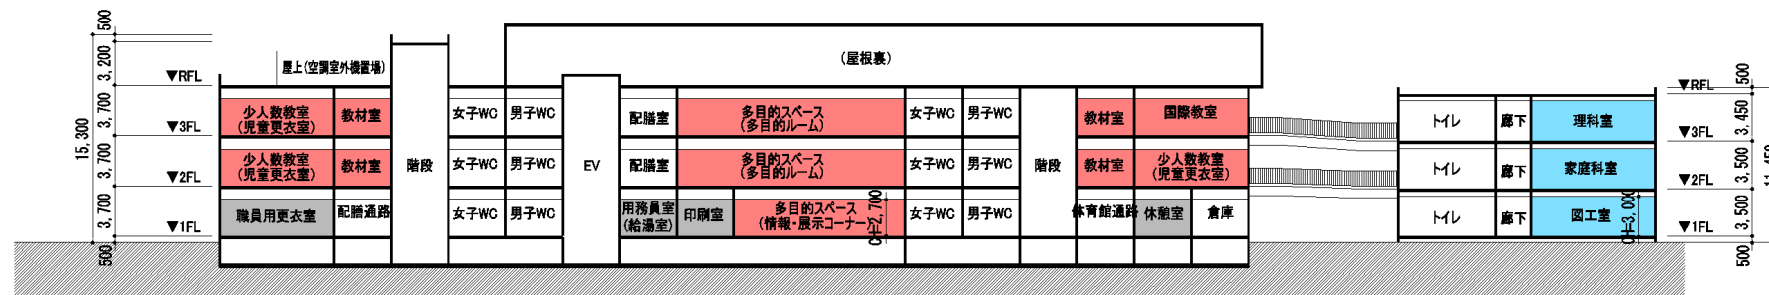 500
3,200
3,700
3,700
3,700
500
15,300
▼RFL
▼3FL
▼2FL
▼1FL
屋上(空調室外機置場)
(屋根裏)
少人数教室
(児童更衣室)
教材室
女子WC
男子WC
配膳室
多目的スペース
(多目的ルーム)
女子WC
男子WC
教材室
国際教室
少人数教室
(児童更衣室)
教材室
階段
女子WC
男子WC
EV
配膳室
多目的スペース
(多目的ルーム)
女子WC
男子WC
階段
教材室
少人数教室
(児童更衣室)
職員用更衣室
配膳通路
女子WC
男子WC
用務員室
(給湯室)
印刷室
多目的スペース
(情報・展示コーナー)
CH=2,700
女子WC
男子WC
体育館通路
休憩室
倉庫
トイレ
廊下
理科室
トイレ
廊下
家庭科室
トイレ
廊下
図工室
CH=3,000
▼RFL
▼3FL
▼2FL
▼1FL
500
3,450
3,500
3,500
500